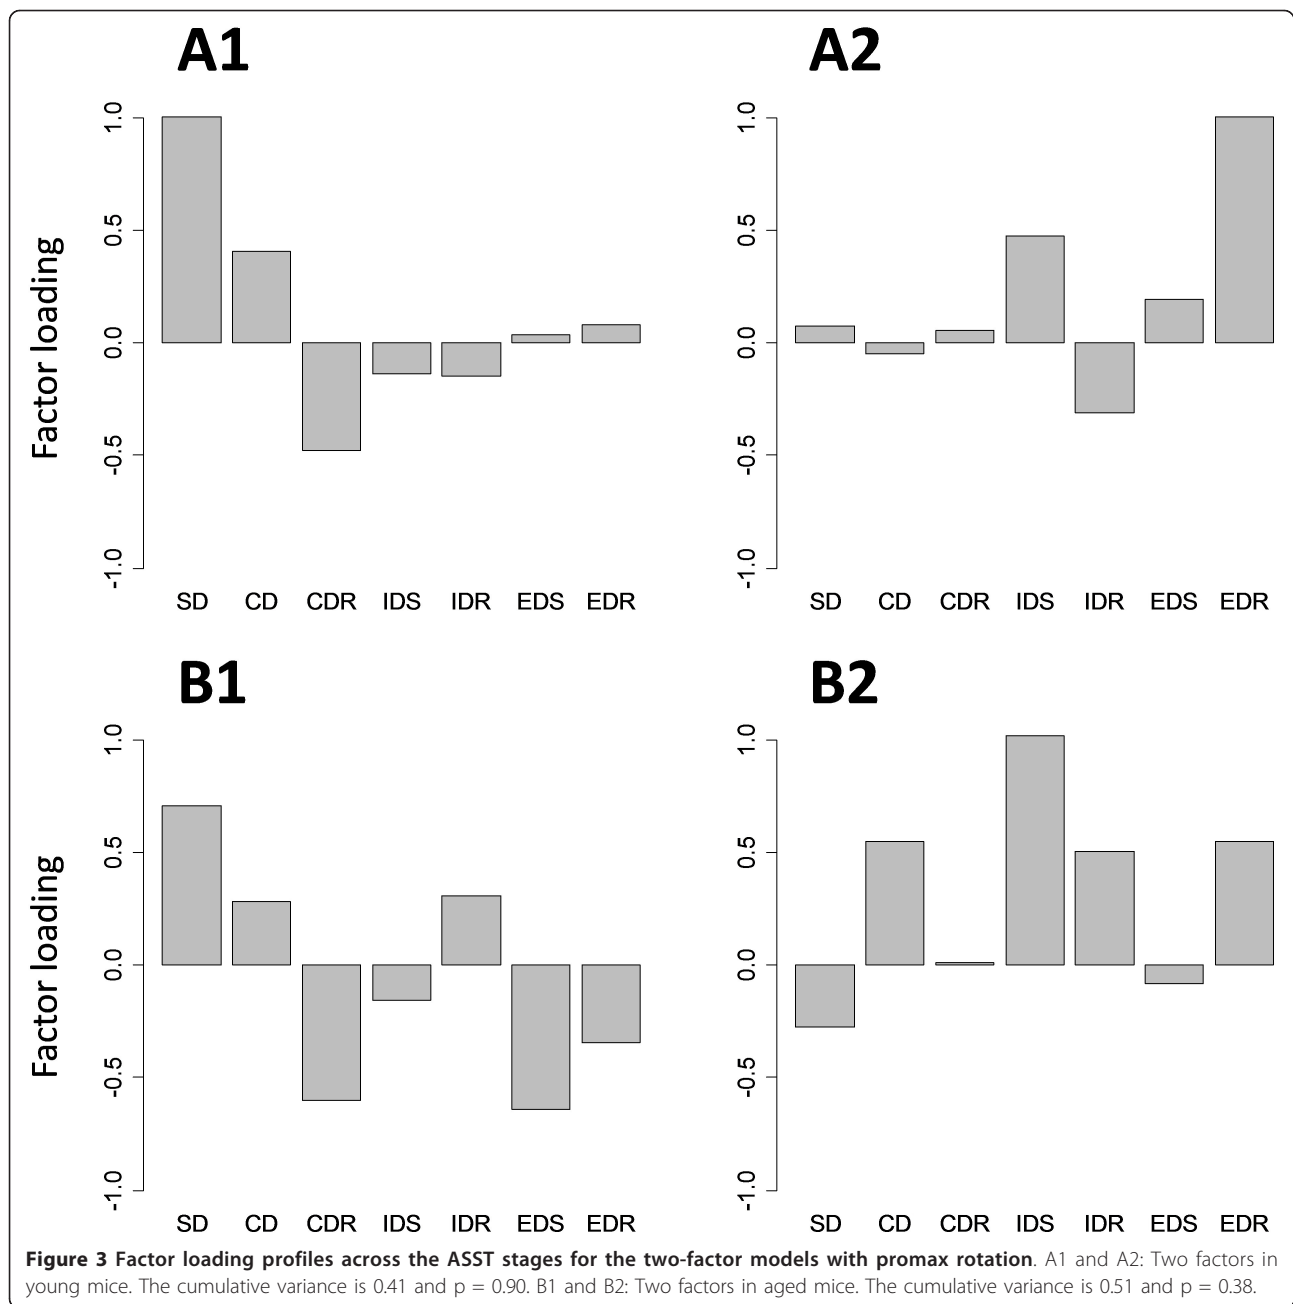 A1
A2
Factor loading
1.0
0.5
0.0
-0.5
-1.0
SD CD CDR IDS IDR EDS EDR
1.0
0.5
0.0
-0.5
-1.0
SD CD CDR IDS IDR EDS EDR
B1
B2
Factor loading
1.0
0.5
0.0
-0.5
-1.0
SD CD CDR IDS IDR EDS EDR
1.0
0.5
0.0
-0.5
-1.0
SD CD CDR IDS IDR EDS EDR
Figure 3 Factor loading profiles across the ASST stages for the two-factor models with promax rotation. A1 and A2: Two factors in
young mice. The cumulative variance is 0.41 and p = 0.90. B1 and B2: Two factors in aged mice. The cumulative variance is 0.51 and p = 0.38.